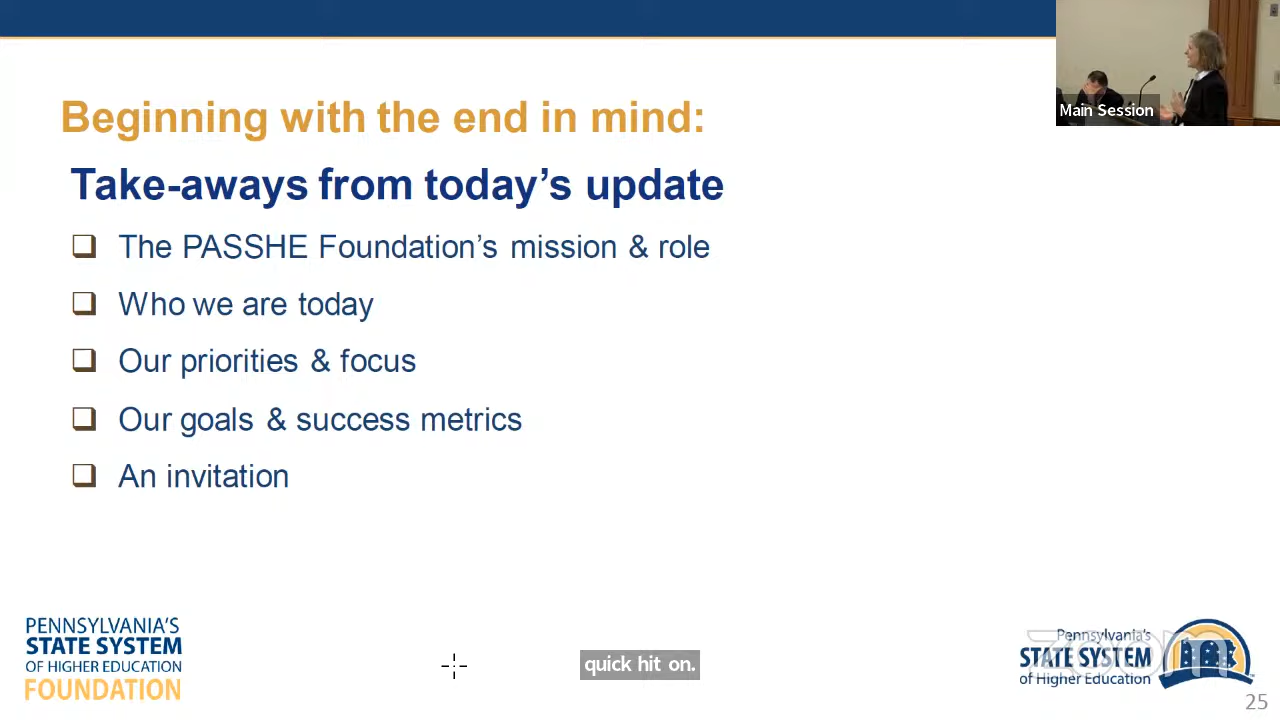 Main Session
Beginning with the end in mind:
Take-aways from today's update
The PASSHE Foundation's mission & role
Who we are today
Our priorities & focus
Our goals & success metrics
An invitation
PENNSYLVANIA'S
STATE SYSTEM
OF HIGHER EDUCATION
FOUNDATION
quick hit on.
Pennsylvania's
STATE SYSTEM
of Higher Education
zoom
25